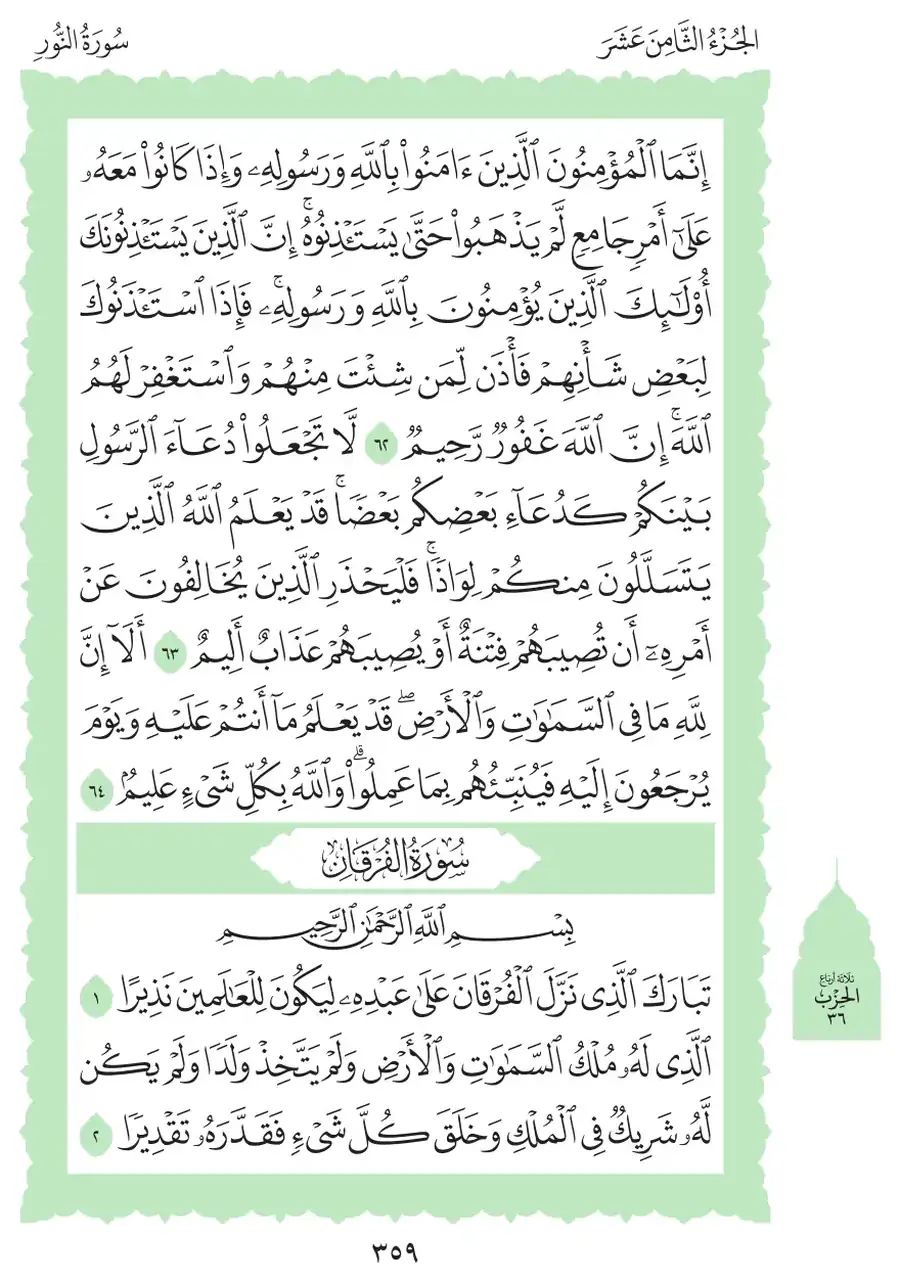 الجُزْءُ الثَّامِنَ عَشَرَ
سُورَةُ النُّورِ
إِنَّمَا ٱلْمُؤْمِنُونَ ٱلَّذِينَ ءَامَنُوا۟ بِٱللَّهِ وَرَسُولِهِۦ وَإِذَا كَانُوا۟ مَعَهُۥ
عَلَىٰٓ أَمْرٍ جَامِعٍ لَّمْ يَذْهَبُوا۟ حَتَّىٰ يَسْتَـْٔذِنُوهُ ۚ إِنَّ ٱلَّذِينَ يَسْتَـْٔذِنُونَكَ
أُو۟لَـٰٓئِكَ ٱلَّذِينَ يُؤْمِنُونَ بِٱللَّهِ وَرَسُولِهِۦ ۚ فَإِذَا ٱسْتَـْٔذَنُوكَ
لِبَعْضِ شَأْنِهِمْ فَأْذَن لِّمَن شِئْتَ مِنْهُمْ وَٱسْتَغْفِرْ لَهُمُ
ٱللَّهَ ۚ إِنَّ ٱللَّهَ غَفُورٌ رَّحِيمٌ ٦٢ لَّا تَجْعَلُوا۟ دُعَآءَ ٱلرَّسُولِ
بَيْنَكُمْ كَدُعَآءِ بَعْضِكُم بَعْضًا ۚ قَدْ يَعْلَمُ ٱللَّهُ ٱلَّذِينَ
يَتَسَلَّلُونَ مِنكُمْ لِوَاذًا ۚ فَلْيَحْذَرِ ٱلَّذِينَ يُخَالِفُونَ عَنْ
أَمْرِهِۦٓ أَن تُصِيبَهُمْ فِتْنَةٌ أَوْ يُصِيبَهُمْ عَذَابٌ أَلِيمٌ ٦٣ أَلَآ إِنَّ
لِلَّهِ مَا فِى ٱلسَّمَـٰوَٰتِ وَٱلْأَرْضِ ۖ قَدْ يَعْلَمُ مَآ أَنتُمْ عَلَيْهِ وَيَوْمَ
يُرْجَعُونَ إِلَيْهِ فَيُنَبِّئُهُم بِمَا عَمِلُوا۟ ۗ وَٱللَّهُ بِكُلِّ شَىْءٍ عَلِيمٌۢ ٦٤
سُورَةُ الفُرْقَانِ
بِسْمِ ٱللَّهِ ٱلرَّحْمَـٰنِ ٱلرَّحِيمِ
تَبَارَكَ ٱلَّذِى نَزَّلَ ٱلْفُرْقَانَ عَلَىٰ عَبْدِهِۦ لِيَكُونَ لِلْعَـٰلَمِينَ نَذِيرًا ١
ٱلَّذِى لَهُۥ مُلْكُ ٱلسَّمَـٰوَٰتِ وَٱلْأَرْضِ وَلَمْ يَتَّخِذْ وَلَدًا وَلَمْ يَكُن
لَّهُۥ شَرِيكٌ فِى ٱلْمُلْكِ وَخَلَقَ كُلَّ شَىْءٍ فَقَدَّرَهُۥ تَقْدِيرًا ٢
ثلاثة أرباع
الحِزْب
٣٦
٣٥٩